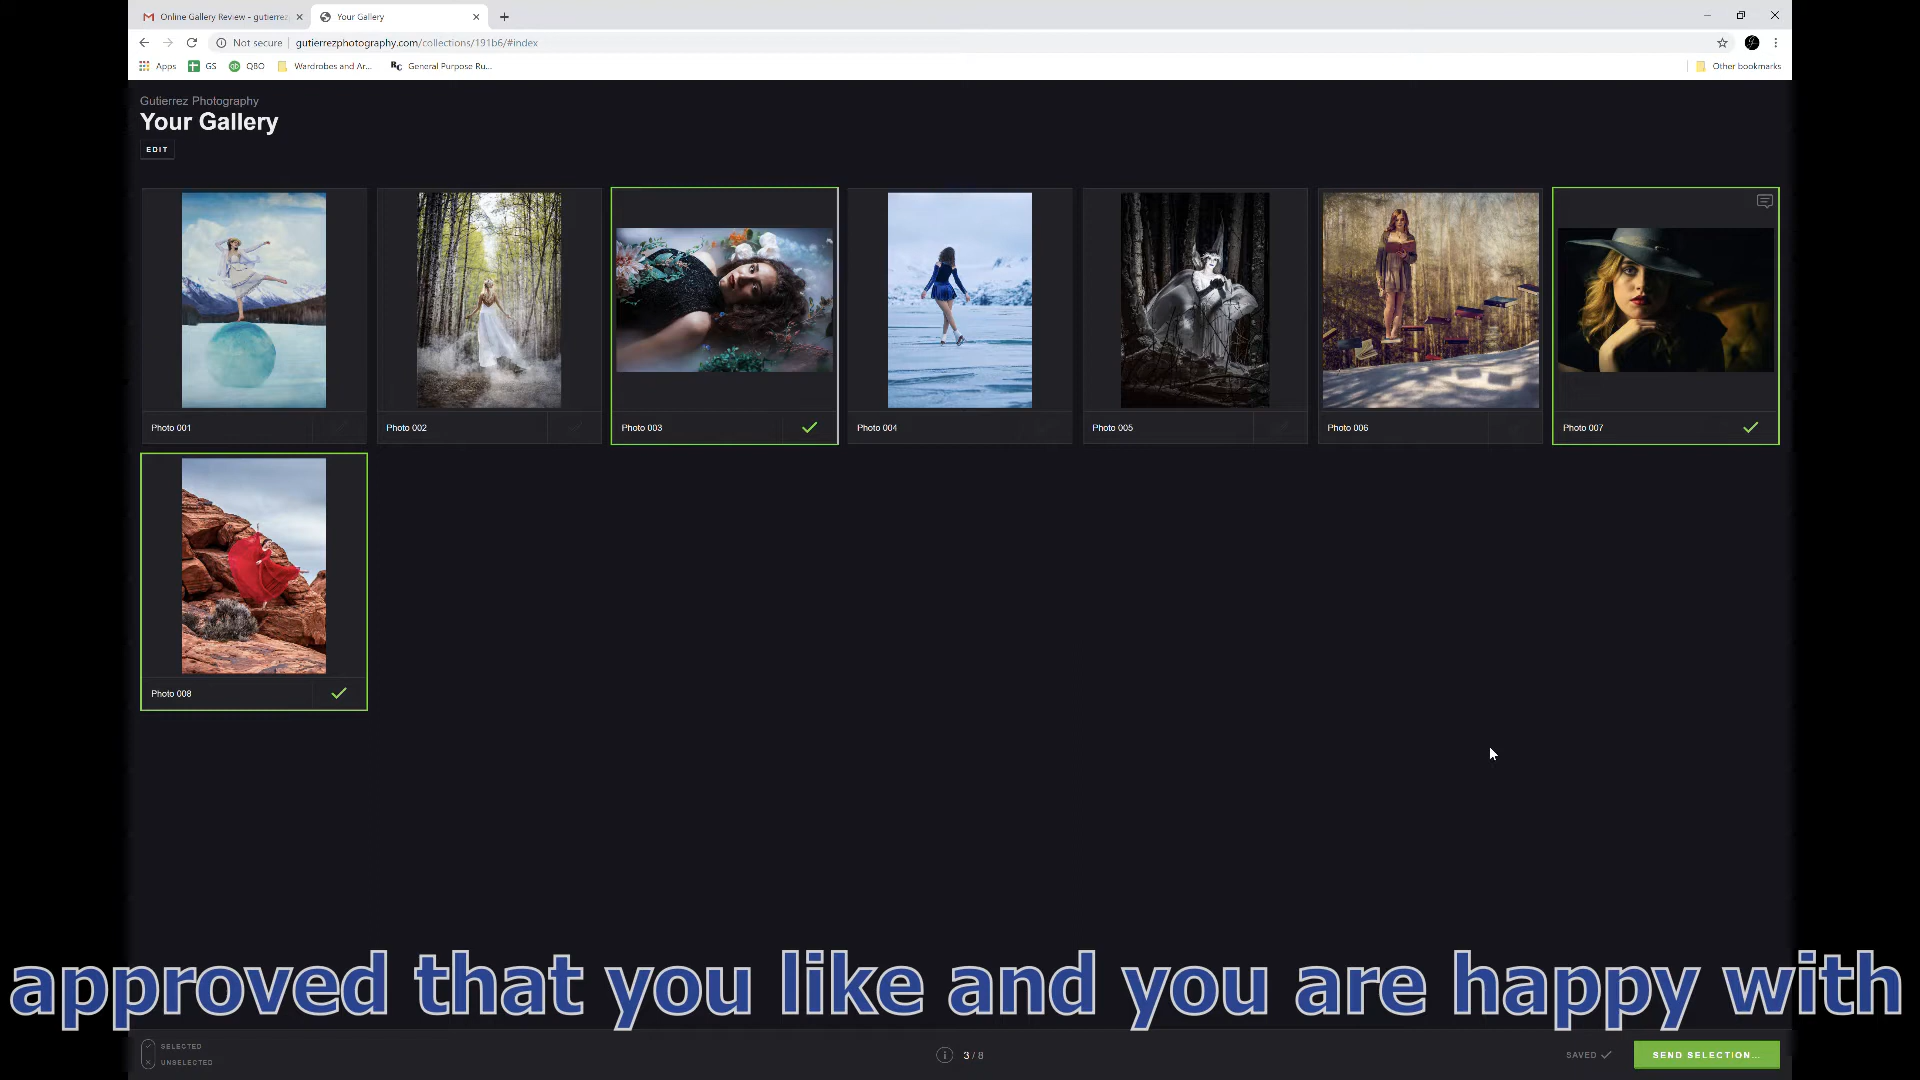 Online Gallery Review - gutierrez
Your Gallery
Not secure
gutierrezphotography.com/collections/191b6/#index
Apps
GS
QBO
Wardrobes and Ar...
General Purpose Ru...
Other bookmarks
Gutierrez Photography
Your Gallery
EDIT
Photo 001
Photo 002
Photo 003
Photo 004
Photo 005
Photo 006
Photo 007
Photo 008
approved that you like and you are happy with
SELECTED
UNSELECTED
3 / 8
SAVED
SEND SELECTION...